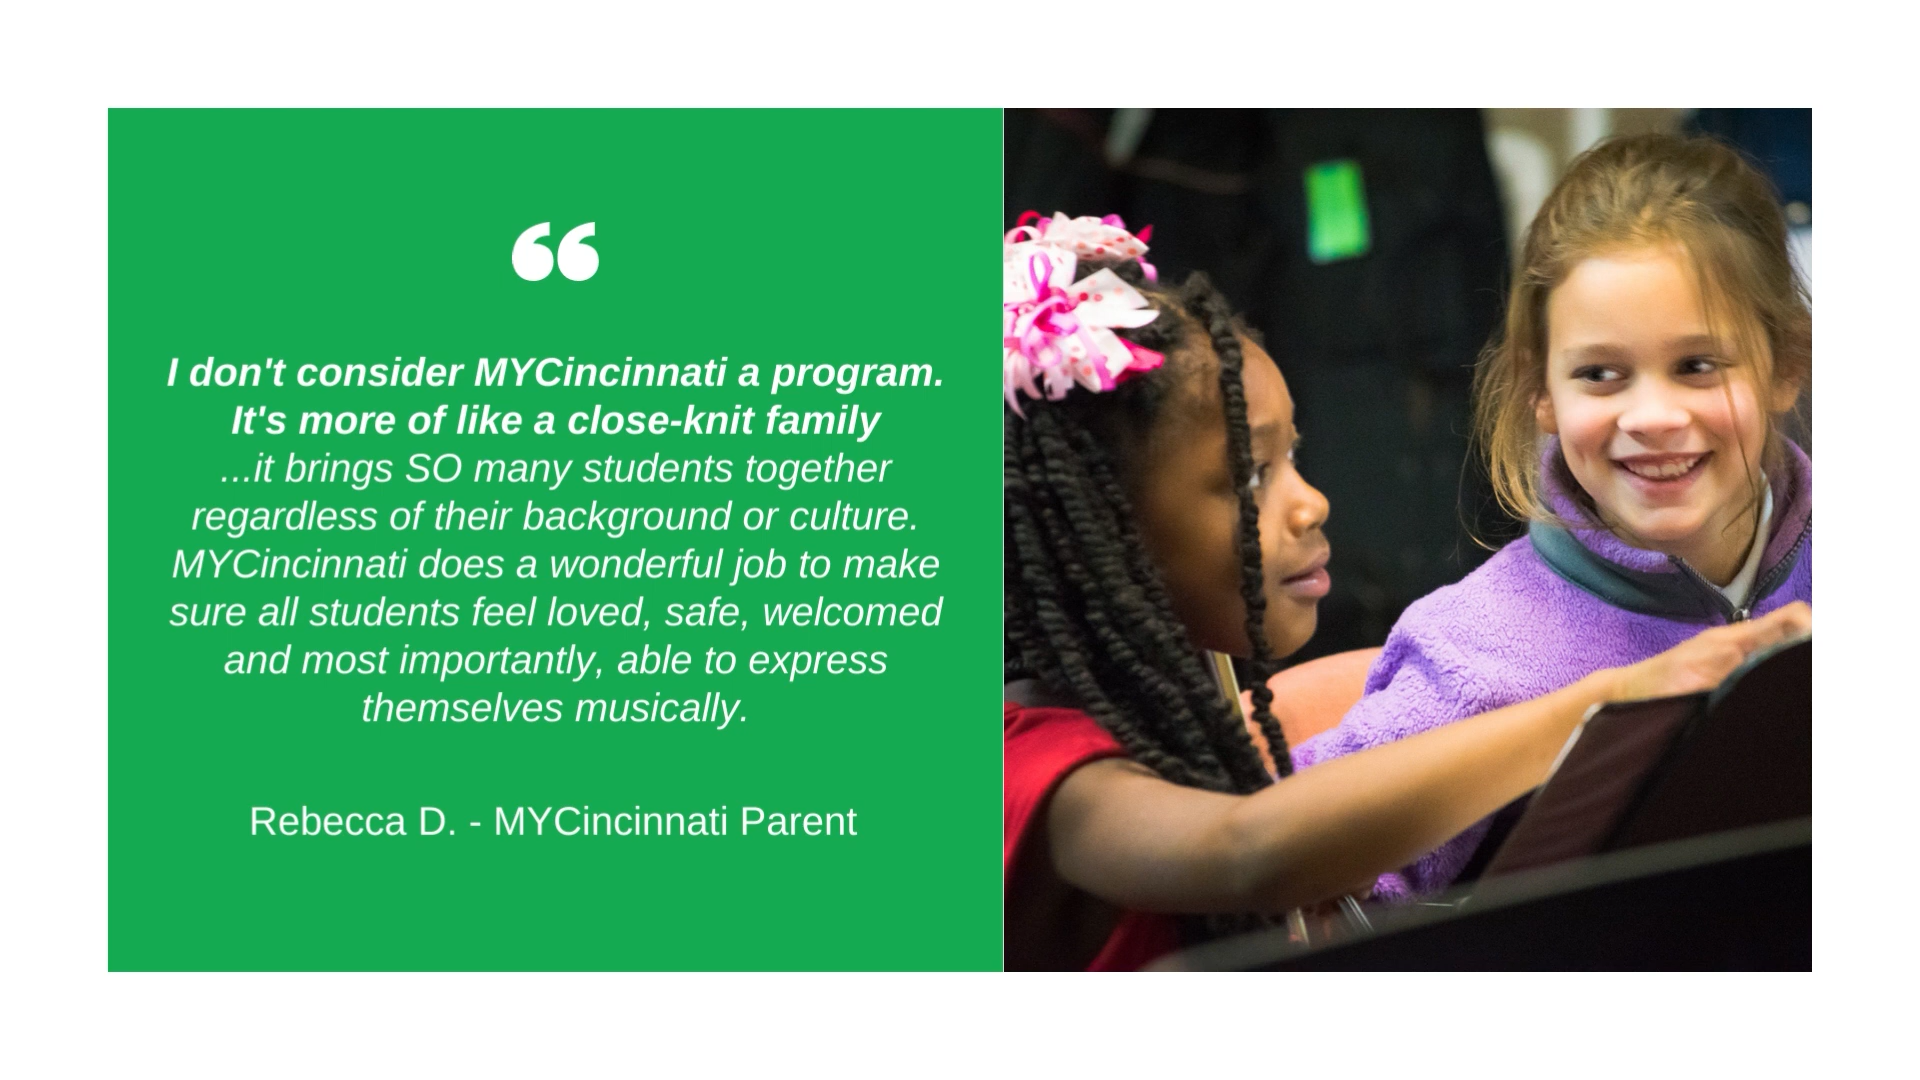 “
I don't consider MYCincinnati a program.
It's more of like a close-knit family
...it brings SO many students together
regardless of their background or culture.
MYCincinnati does a wonderful job to make
sure all students feel loved, safe, welcomed
and most importantly, able to express
themselves musically.
Rebecca D. - MYCincinnati Parent